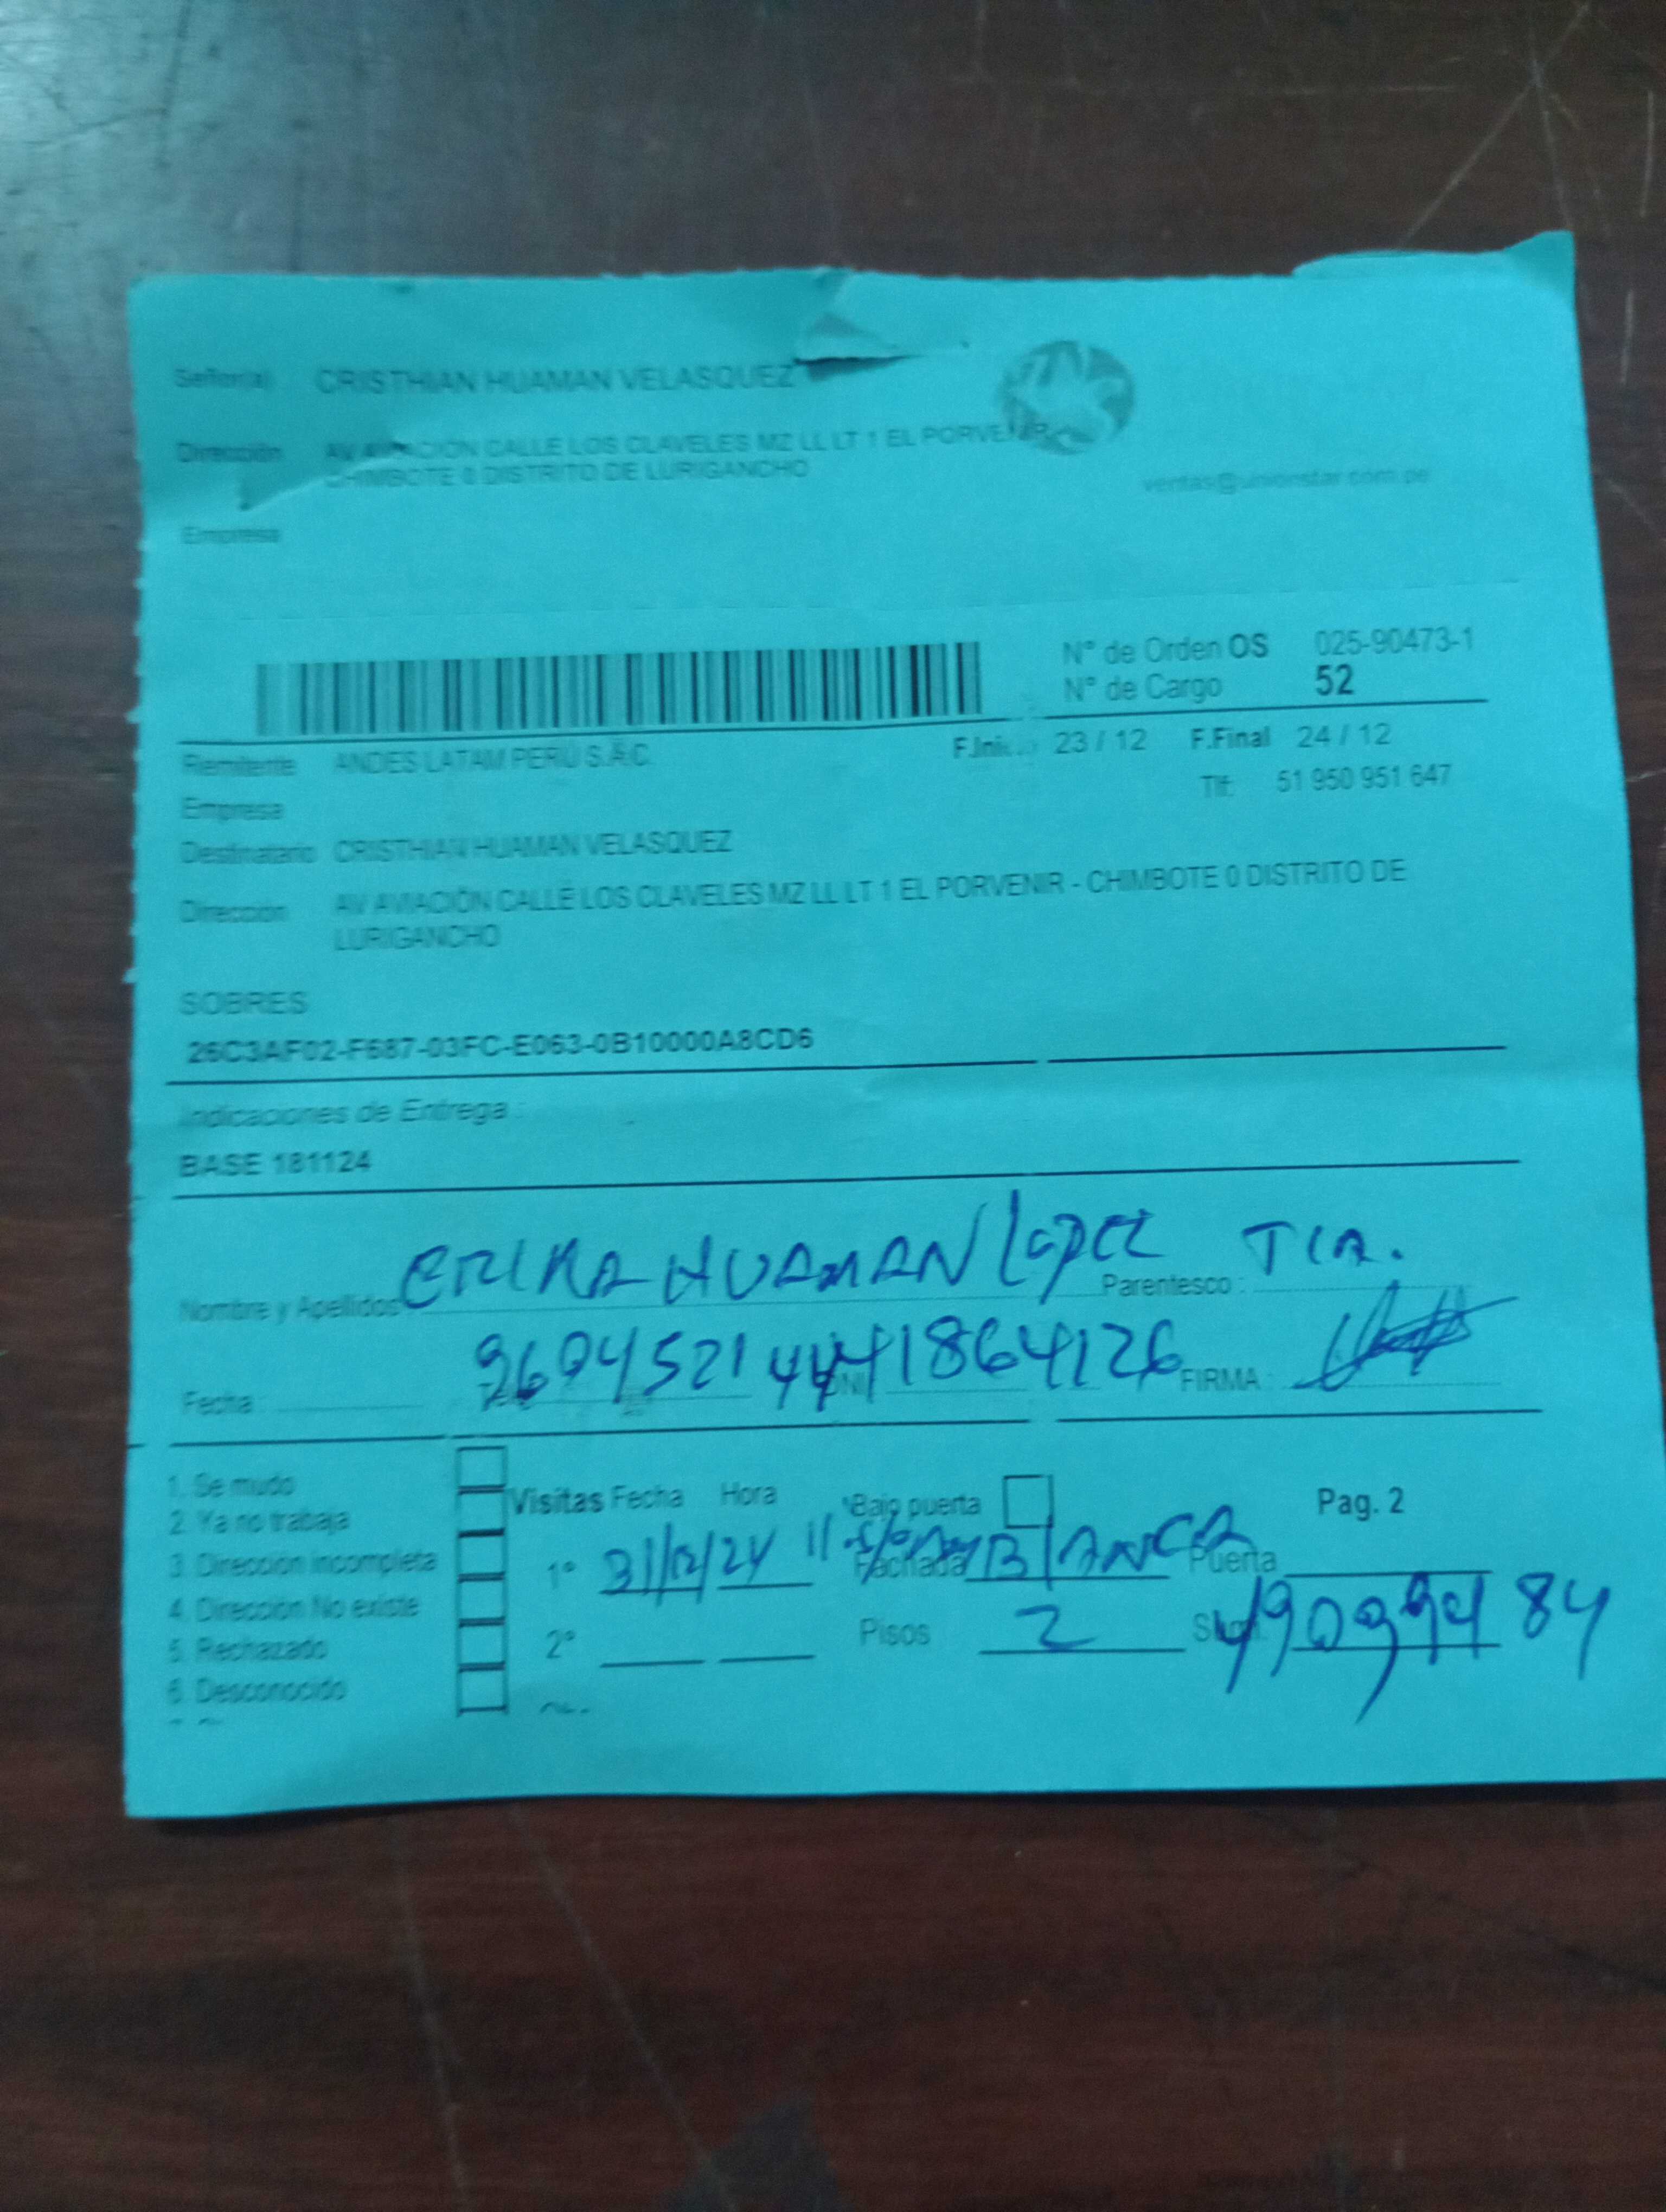 Señor(a) CRISTHIAN HUAMAN VELASQUEZ
Dirección AV AVIACIÓN CALLE LOS CLAVELES MZ LL LT 1 EL PORVENIR
CHIMBOTE 0 DISTRITO DE LURIGANCHO
ventas@unionstar.com.pe
Empresa
N° de Orden OS 025-90473-1
N° de Cargo 52
Remitente ANDES LATAM PERÚ S.A.C. F.Inicio 23 / 12 F.Final 24 / 12
Empresa Tlf: 51 950 951 647
Destinatario CRISTHIAN HUAMAN VELASQUEZ
Dirección AV AVIACIÓN CALLE LOS CLAVELES MZ LL LT 1 EL PORVENIR - CHIMBOTE 0 DISTRITO DE
LURIGANCHO
SOBRES
26C3AF02-F687-03FC-E063-0B10000A8CD6
Indicaciones de Entrega :
BASE 181124
Nombre y Apellidos ERIKA HUAMAN LOPEZ Parentesco : TIA.
Fecha DNI 41864126 FIRMA :
1. Se mudo
2. Ya no trabaja
3. Dirección incompleta
4. Dirección No existe
5. Rechazado
6. Desconocido
Visitas Fecha Hora
1° 31/12/24
2°
Bajo puerta Pag. 2
Fachada BLANCA Puerta
Pisos 2